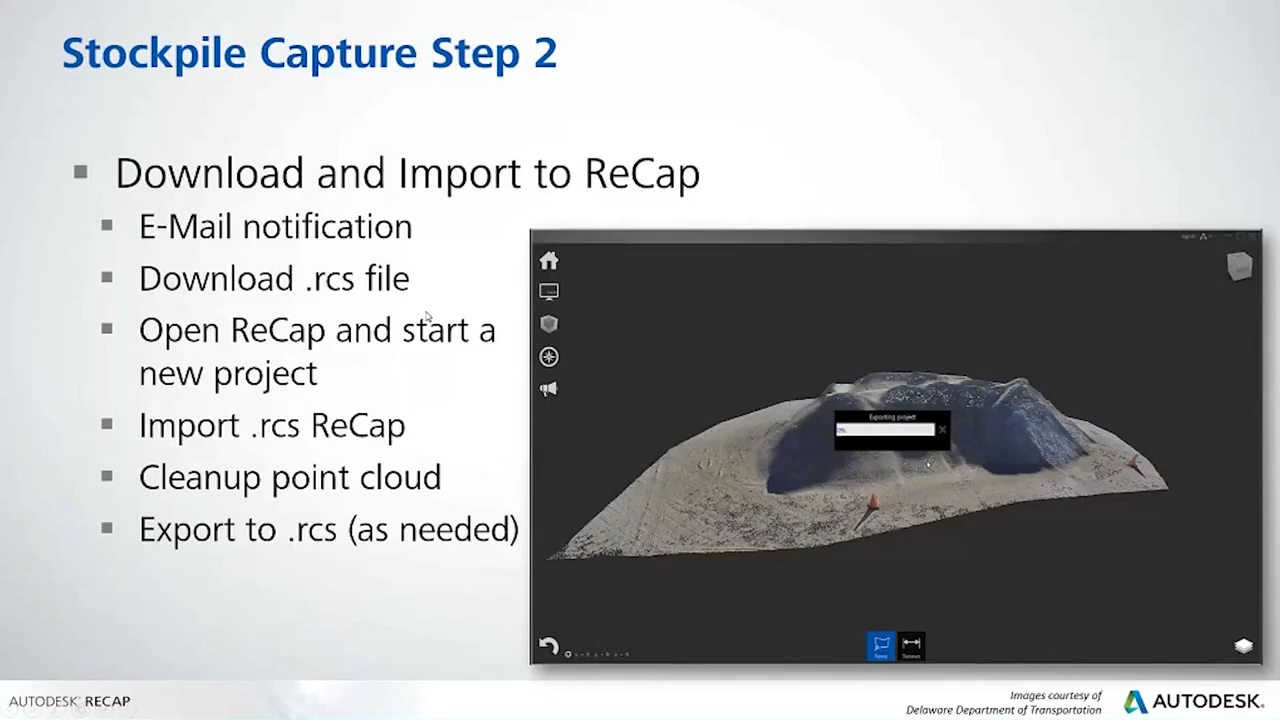 Stockpile Capture Step 2
Download and Import to ReCap
E-Mail notification
Download .rcs file
Open ReCap and start a
new project
Import .rcs ReCap
Cleanup point cloud
Export to .rcs (as needed)
Exporting project
Distance
AUTODESK® RECAP
Images courtesy of
Delaware Department of Transportation
AUTODESK.